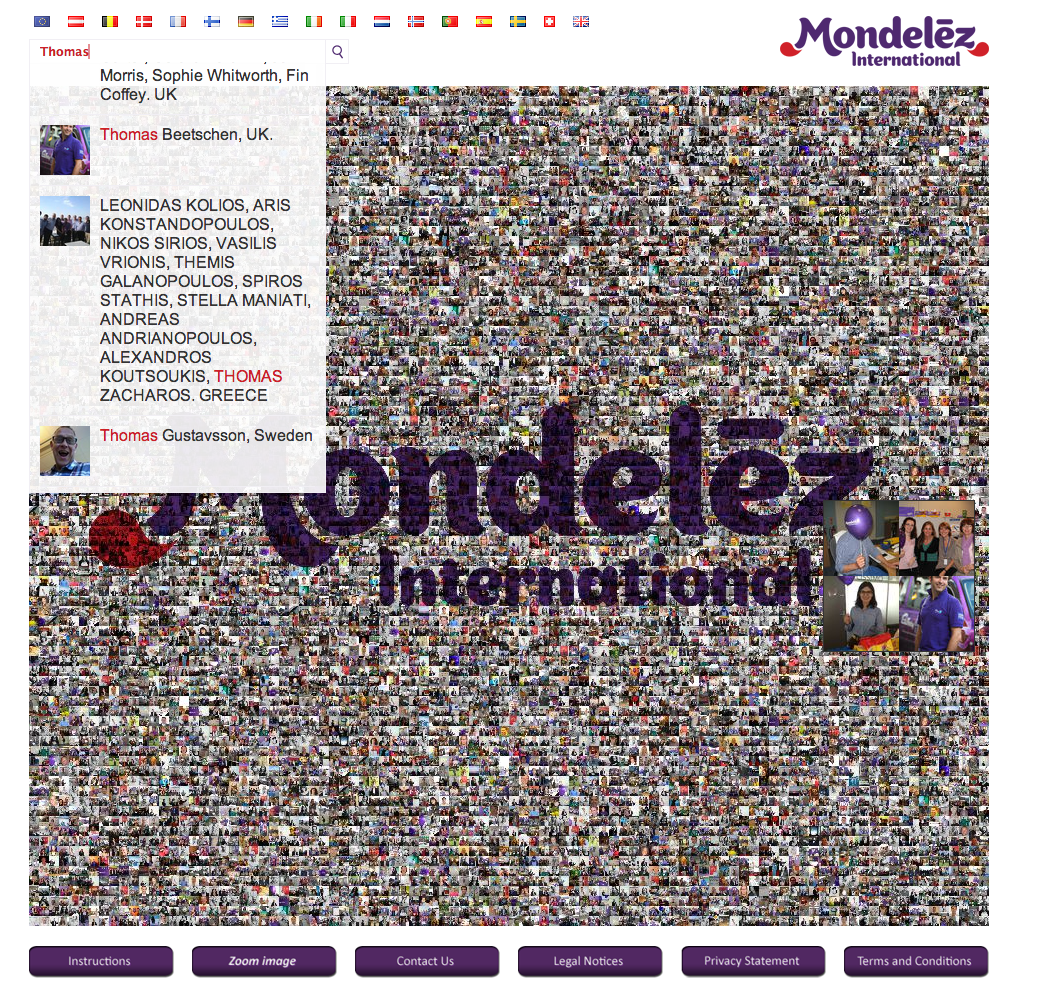 Mondelēz
International
Thomas
Morris, Sophie Whitworth, Fin
Coffey. UK
Thomas Beetschen, UK.
LEONIDAS KOLIOS, ARIS
KONSTANDOPOULOS,
NIKOS SIRIOS, VASILIS
VRIONIS, THEMIS
GALANOPOULOS, SPIROS
STATHIS, STELLA MANIATI,
ANDREAS
ANDRIANOPOULOS,
ALEXANDROS
KOUTSOUKIS, THOMAS
ZACHAROS. GREECE
Thomas Gustavsson, Sweden
Mondelēz
International
Instructions
Zoom image
Contact Us
Legal Notices
Privacy Statement
Terms and Conditions